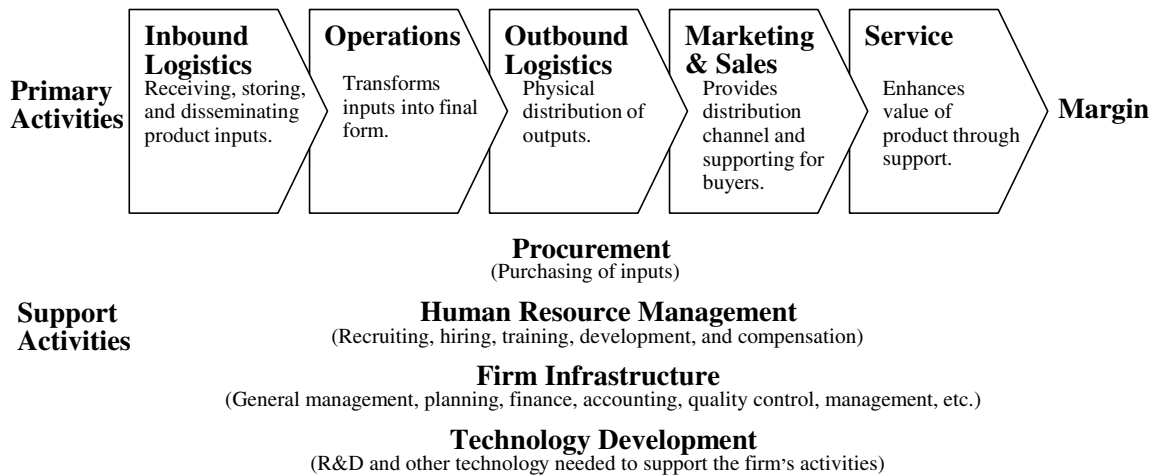 Primary
Activities
Inbound
Logistics
Receiving, storing,
and disseminating
product inputs.
Operations
Transforms
inputs into final
form.
Outbound
Logistics
Physical
distribution of
outputs.
Marketing
& Sales
Provides
distribution
channel and
supporting for
buyers.
Service
Enhances
value of
product through
support.
Margin
Support
Activities
Procurement
(Purchasing of inputs)
Human Resource Management
(Recruiting, hiring, training, development, and compensation)
Firm Infrastructure
(General management, planning, finance, accounting, quality control, management, etc.)
Technology Development
(R&D and other technology needed to support the firm's activities)